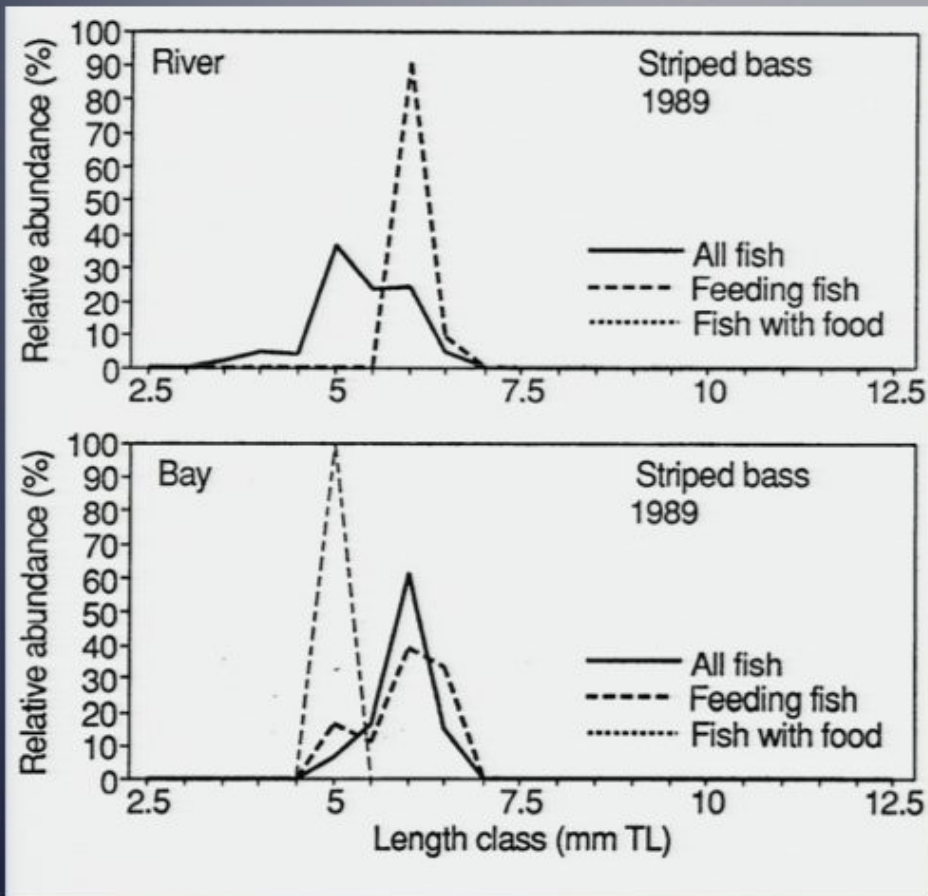 100
90
80
70
60
50
40
30
20
10
0
Relative abundance (%)
River
Striped bass
1989
All fish
Feeding fish
Fish with food
2.5 5 7.5 10 12.5
100
90
80
70
60
50
40
30
20
10
0
Relative abundance (%)
Bay
Striped bass
1989
All fish
Feeding fish
Fish with food
2.5 5 7.5 10 12.5
Length class (mm TL)